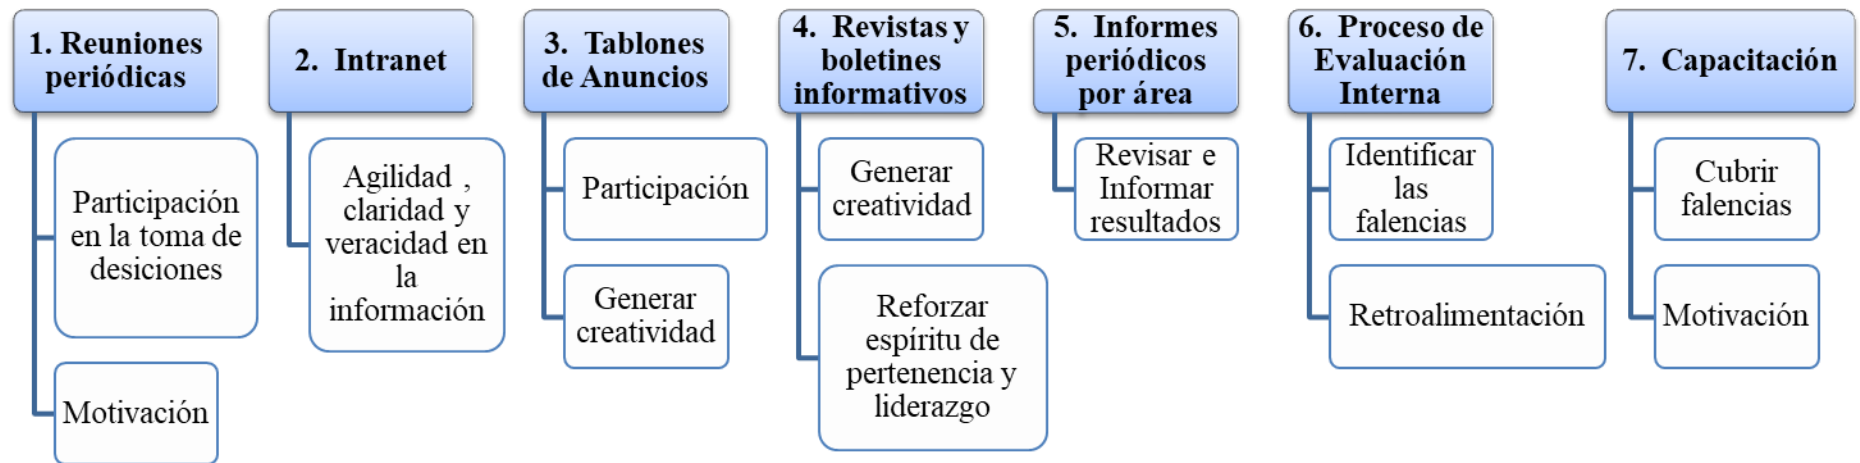 1. Reuniones
periódicas
Participación
en la toma de
desiciones
Motivación
2.  Intranet
Agilidad ,
claridad y
veracidad en
la
información
3.  Tablones
de Anuncios
Participación
Generar
creatividad
4.  Revistas y
boletines
informativos
Generar
creatividad
Reforzar
espíritu de
pertenencia y
liderazgo
5.  Informes
periódicos
por área
Revisar e
Informar
resultados
6.  Proceso de
Evaluación
Interna
Identificar
las
falencias
Retroalimentación
7.  Capacitación
Cubrir
falencias
Motivación